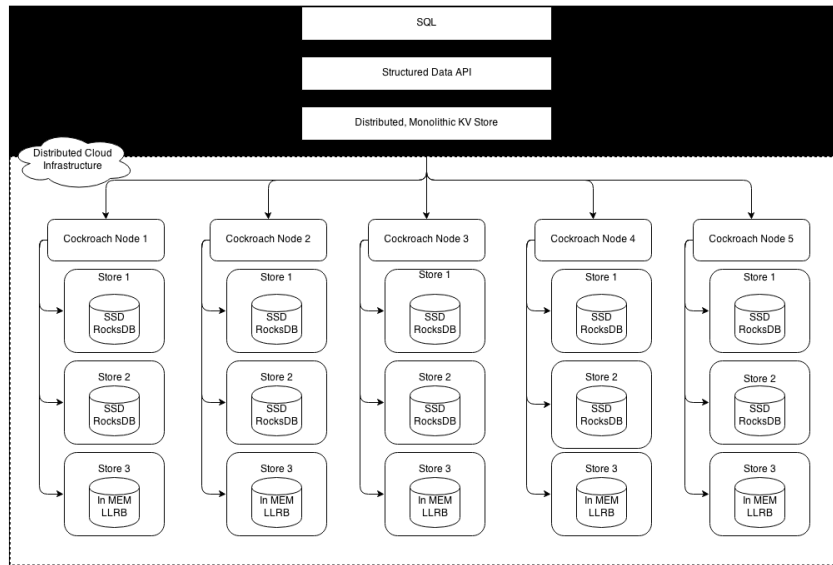 SQL
Structured Data API
Distributed, Monolithic KV Store
Distributed Cloud
Infrastructure
Cockroach Node 1
Cockroach Node 2
Cockroach Node 3
Cockroach Node 4
Cockroach Node 5
Store 1
SSD
RocksDB
Store 1
SSD
RocksDB
Store 1
SSD
RocksDB
Store 1
SSD
RocksDB
Store 1
SSD
RocksDB
Store 2
SSD
RocksDB
Store 2
SSD
RocksDB
Store 2
SSD
RocksDB
Store 2
SSD
RocksDB
Store 2
SSD
RocksDB
Store 3
In MEM
LLRB
Store 3
In MEM
LLRB
Store 3
In MEM
LLRB
Store 3
In MEM
LLRB
Store 3
In MEM
LLRB